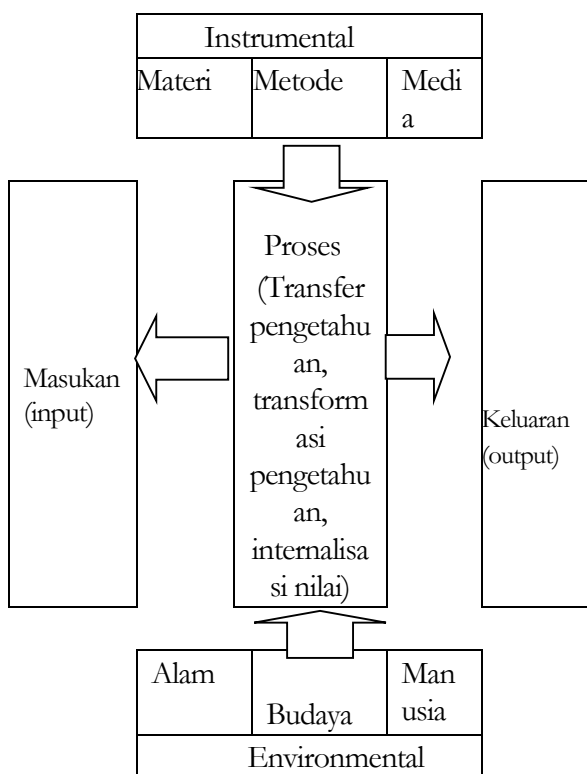 Instrumental
Materi
Metode
Medi
a
Masukan
(input)
Proses
(Transfer
pengetahu
an,
transform
asi
pengetahu
an,
internalisa
si nilai)
Keluaran
(output)
Alam
Budaya
Man
usia
Environmental